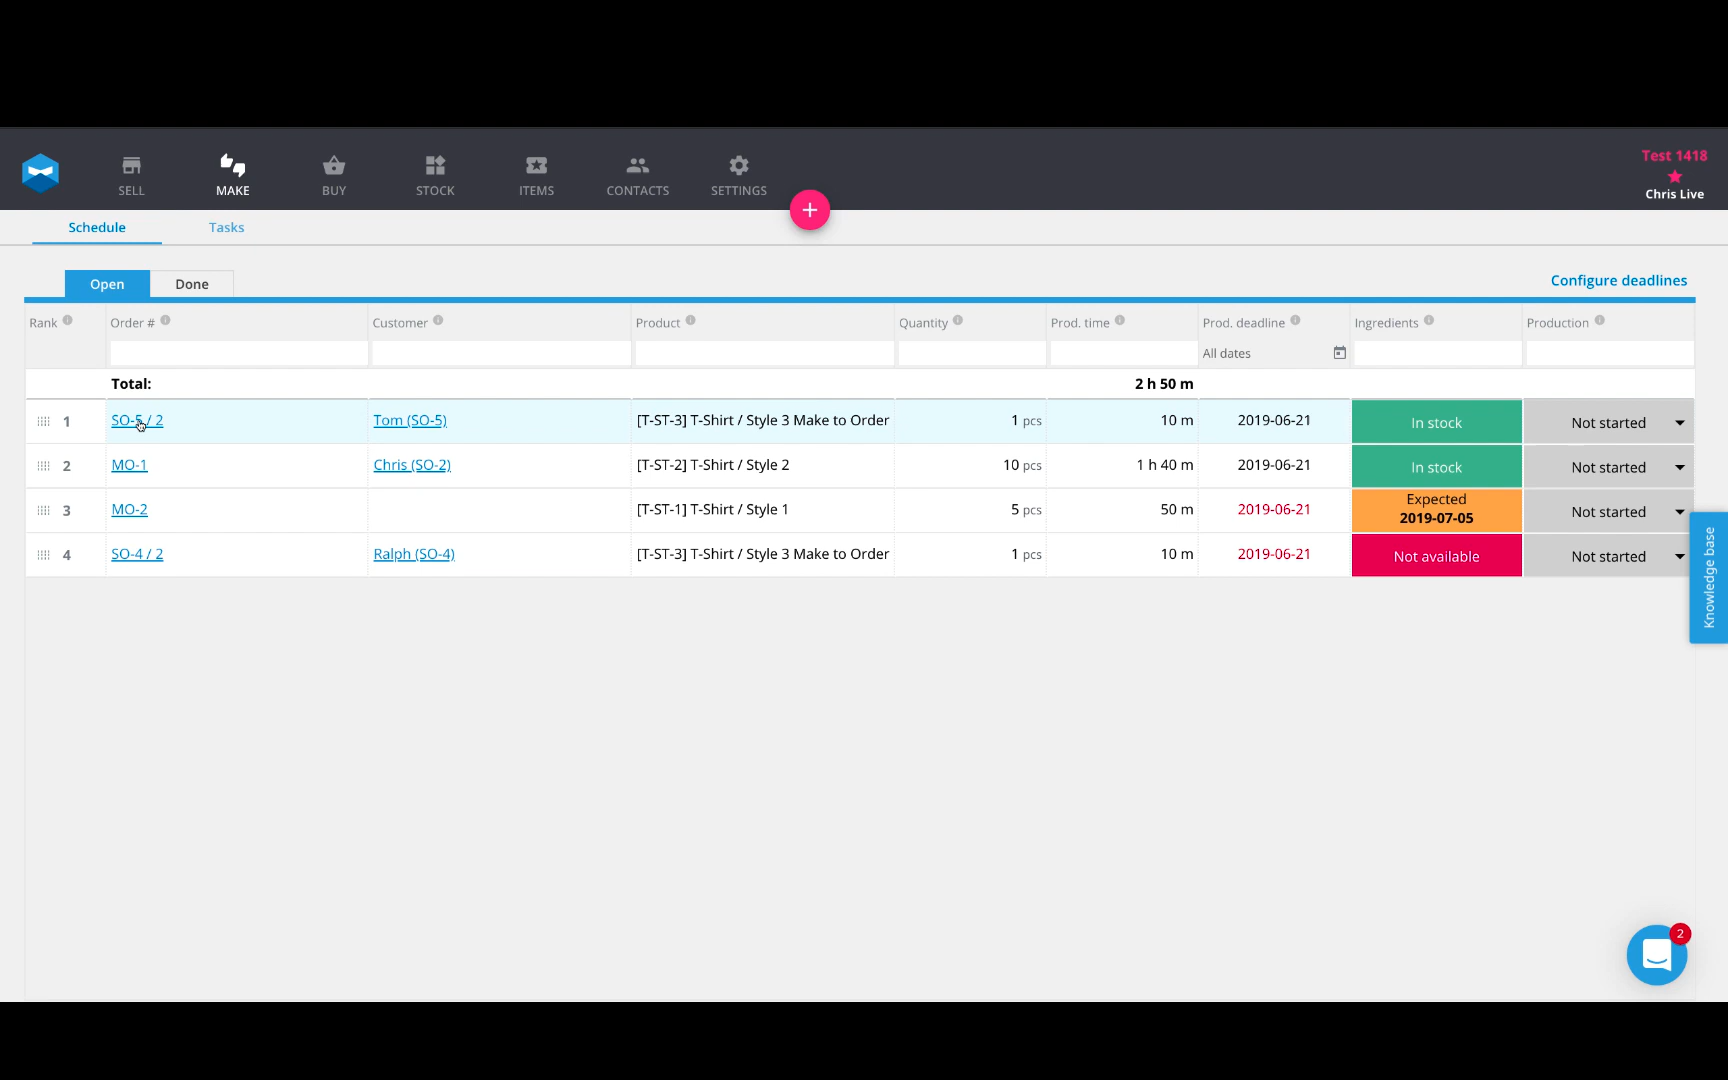 SELL MAKE BUY STOCK ITEMS CONTACTS SETTINGS
Test 1418
Chris Live
+
Schedule Tasks
Open Done Configure deadlines
Rank Order # Customer Product Quantity Prod. time Prod. deadline Ingredients Production
All dates
Total: 2 h 50 m
1 SO-5 / 2 Tom (SO-5) [T-ST-3] T-Shirt / Style 3 Make to Order 1 pcs 10 m 2019-06-21 In stock Not started
2 MO-1 Chris (SO-2) [T-ST-2] T-Shirt / Style 2 10 pcs 1 h 40 m 2019-06-21 In stock Not started
3 MO-2 [T-ST-1] T-Shirt / Style 1 5 pcs 50 m 2019-06-21 Expected 2019-07-05 Not started
4 SO-4 / 2 Ralph (SO-4) [T-ST-3] T-Shirt / Style 3 Make to Order 1 pcs 10 m 2019-06-21 Not available Not started
Knowledge base
2